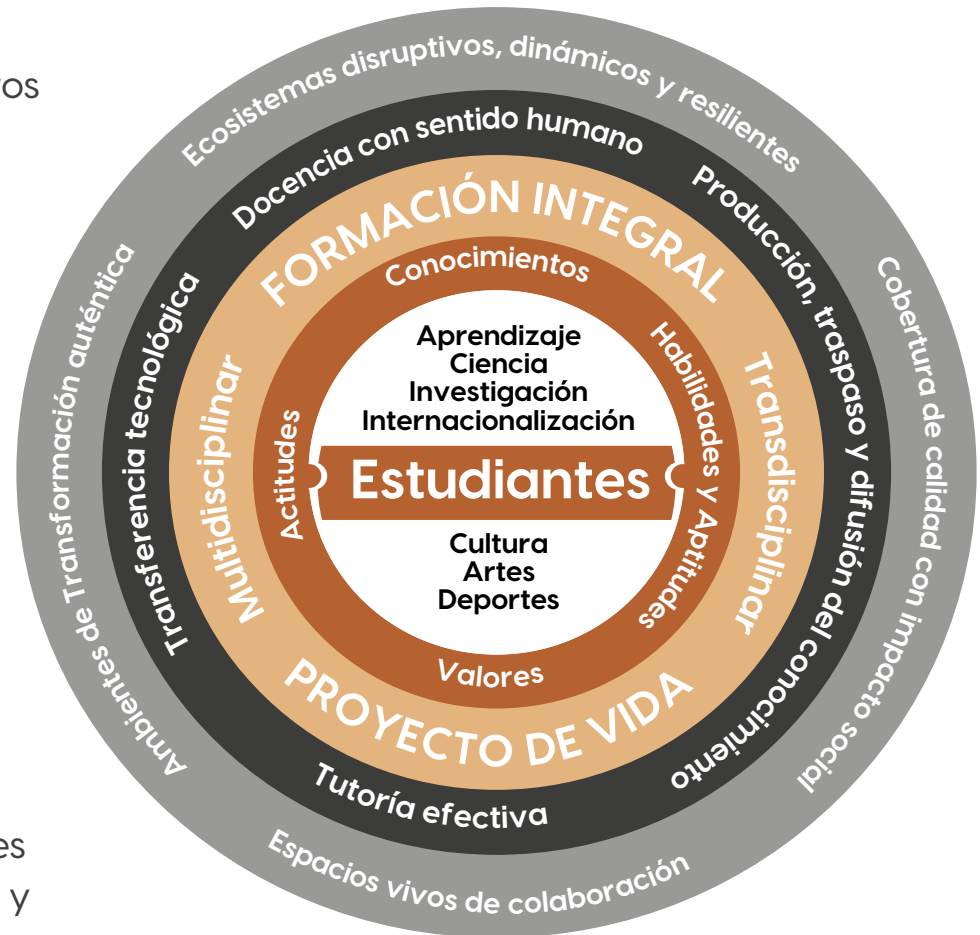 os
Ecosistemas disruptivos, dinámicos y resilientes
Cobertura de calidad con impacto social
Espacios vivos de colaboración
Ambientes de Transformación auténtica
Docencia con sentido humano
Producción, traspaso y difusión del conocimiento
Tutoría efectiva
Transferencia tecnológica
FORMACIÓN INTEGRAL
Transdisciplinar
PROYECTO DE VIDA
Multidisciplinar
Conocimientos
Habilidades y Aptitudes
Valores
Actitudes
Aprendizaje
Ciencia
Investigación
Internacionalización
Estudiantes
Cultura
Artes
Deportes
es
y